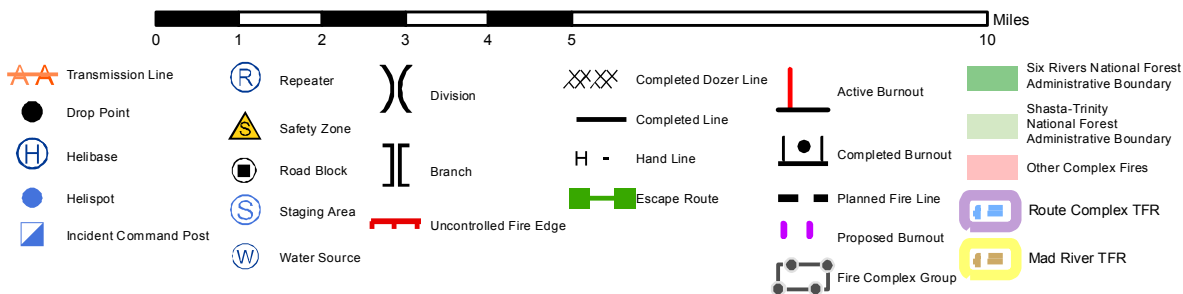 Miles
0 1 2 3 4 5 10
Transmission Line
Drop Point
H
Helibase
Helispot
Incident Command Post
R
Repeater
S
Safety Zone
Road Block
S
Staging Area
W
Water Source
Division
Branch
Uncontrolled Fire Edge
Completed Dozer Line
Completed Line
H -
Hand Line
Escape Route
Active Burnout
Completed Burnout
Planned Fire Line
Proposed Burnout
Fire Complex Group
Six Rivers National Forest
Administrative Boundary
Shasta-Trinity
National Forest
Administrative Boundary
Other Complex Fires
Route Complex TFR
Mad River TFR